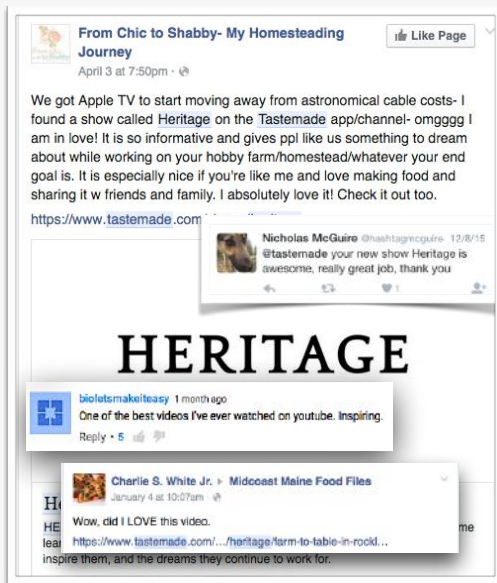 From Chic to Shabby- My Homesteading
Journey
Like Page
April 3 at 7:50pm ·
We got Apple TV to start moving away from astronomical cable costs- I
found a show called Heritage on the Tastemade app/channel- omgggg I
am in love! It is so informative and gives ppl like us something to dream
about while working on your hobby farm/homestead/whatever your end
goal is. It is especially nice if you're like me and love making food and
sharing it w friends and family. I absolutely love it! Check it out too.
https://www.tastemade.com
Nicholas McGuire @hashtagmcguire 12/8/15
@tastemade your new show Heritage is
awesome, really great job, thank you
1
HERITAGE
bioletsmakeiteasy 1 month ago
One of the best videos I've ever watched on youtube. Inspiring.
Reply • 5
Charlie S. White Jr. ▸ Midcoast Maine Food Files
January 4 at 10:07am ·
Wow, did I LOVE this video.
https://www.tastemade.com/.../heritage/farm-to-table-in-rockl...
inspire them, and the dreams they continue to work for.